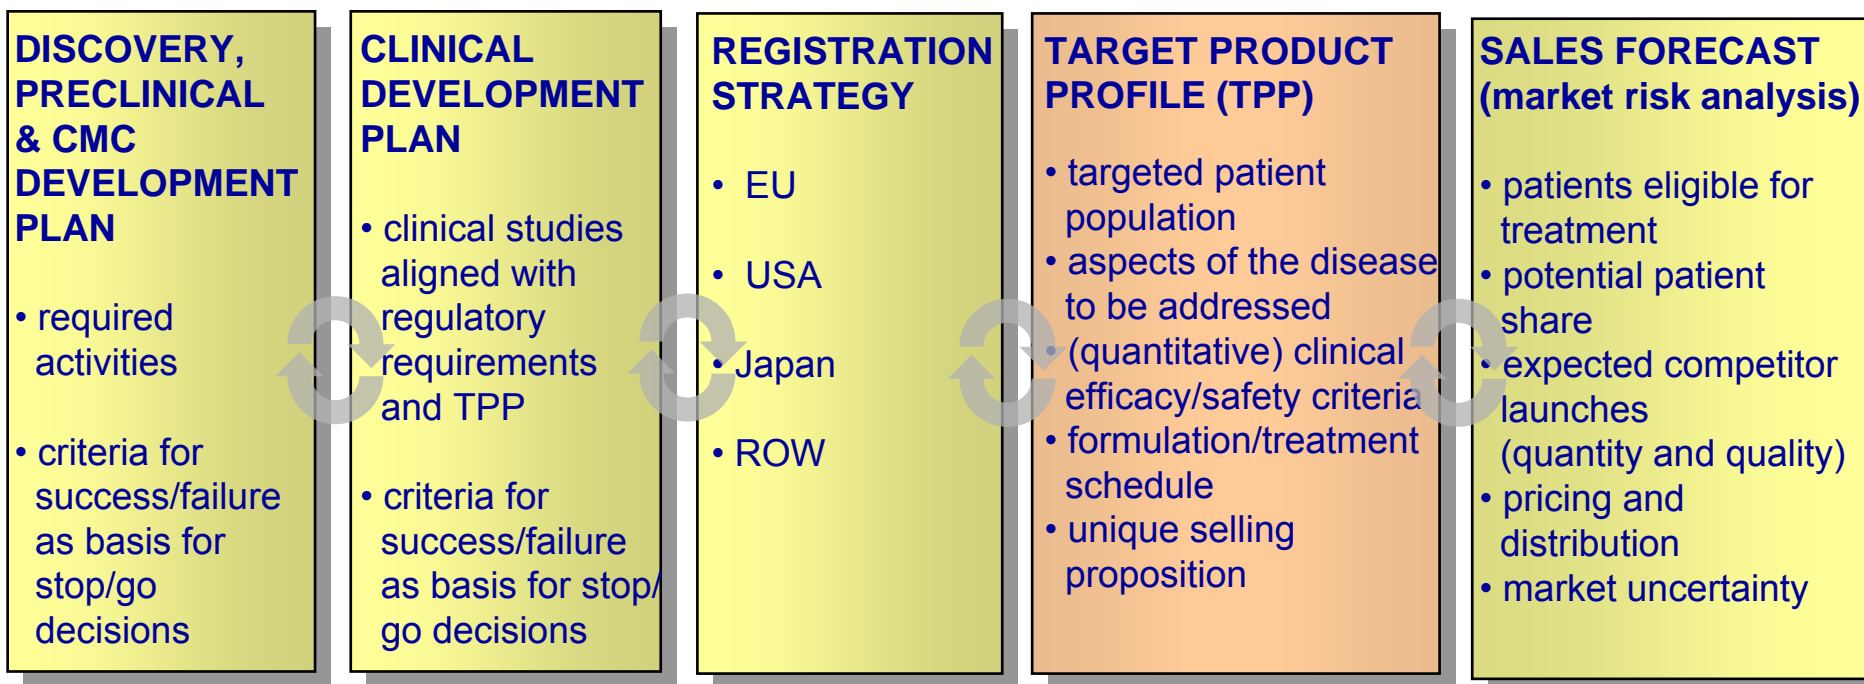 DISCOVERY,
PRECLINICAL
& CMC
DEVELOPMENT
PLAN
• required
activities
• criteria for
success/failure
as basis for
stop/go
decisions
CLINICAL
DEVELOPMENT
PLAN
• clinical studies
aligned with
regulatory
requirements
and TPP
• criteria for
success/failure
as basis for stop/
go decisions
REGISTRATION
STRATEGY
• EU
• USA
• Japan
• ROW
TARGET PRODUCT
PROFILE (TPP)
• targeted patient
population
• aspects of the disease
to be addressed
• (quantitative) clinical
efficacy/safety criteria
• formulation/treatment
schedule
• unique selling
proposition
SALES FORECAST
(market risk analysis)
• patients eligible for
treatment
• potential patient
share
• expected competitor
launches
(quantity and quality)
• pricing and
distribution
• market uncertainty